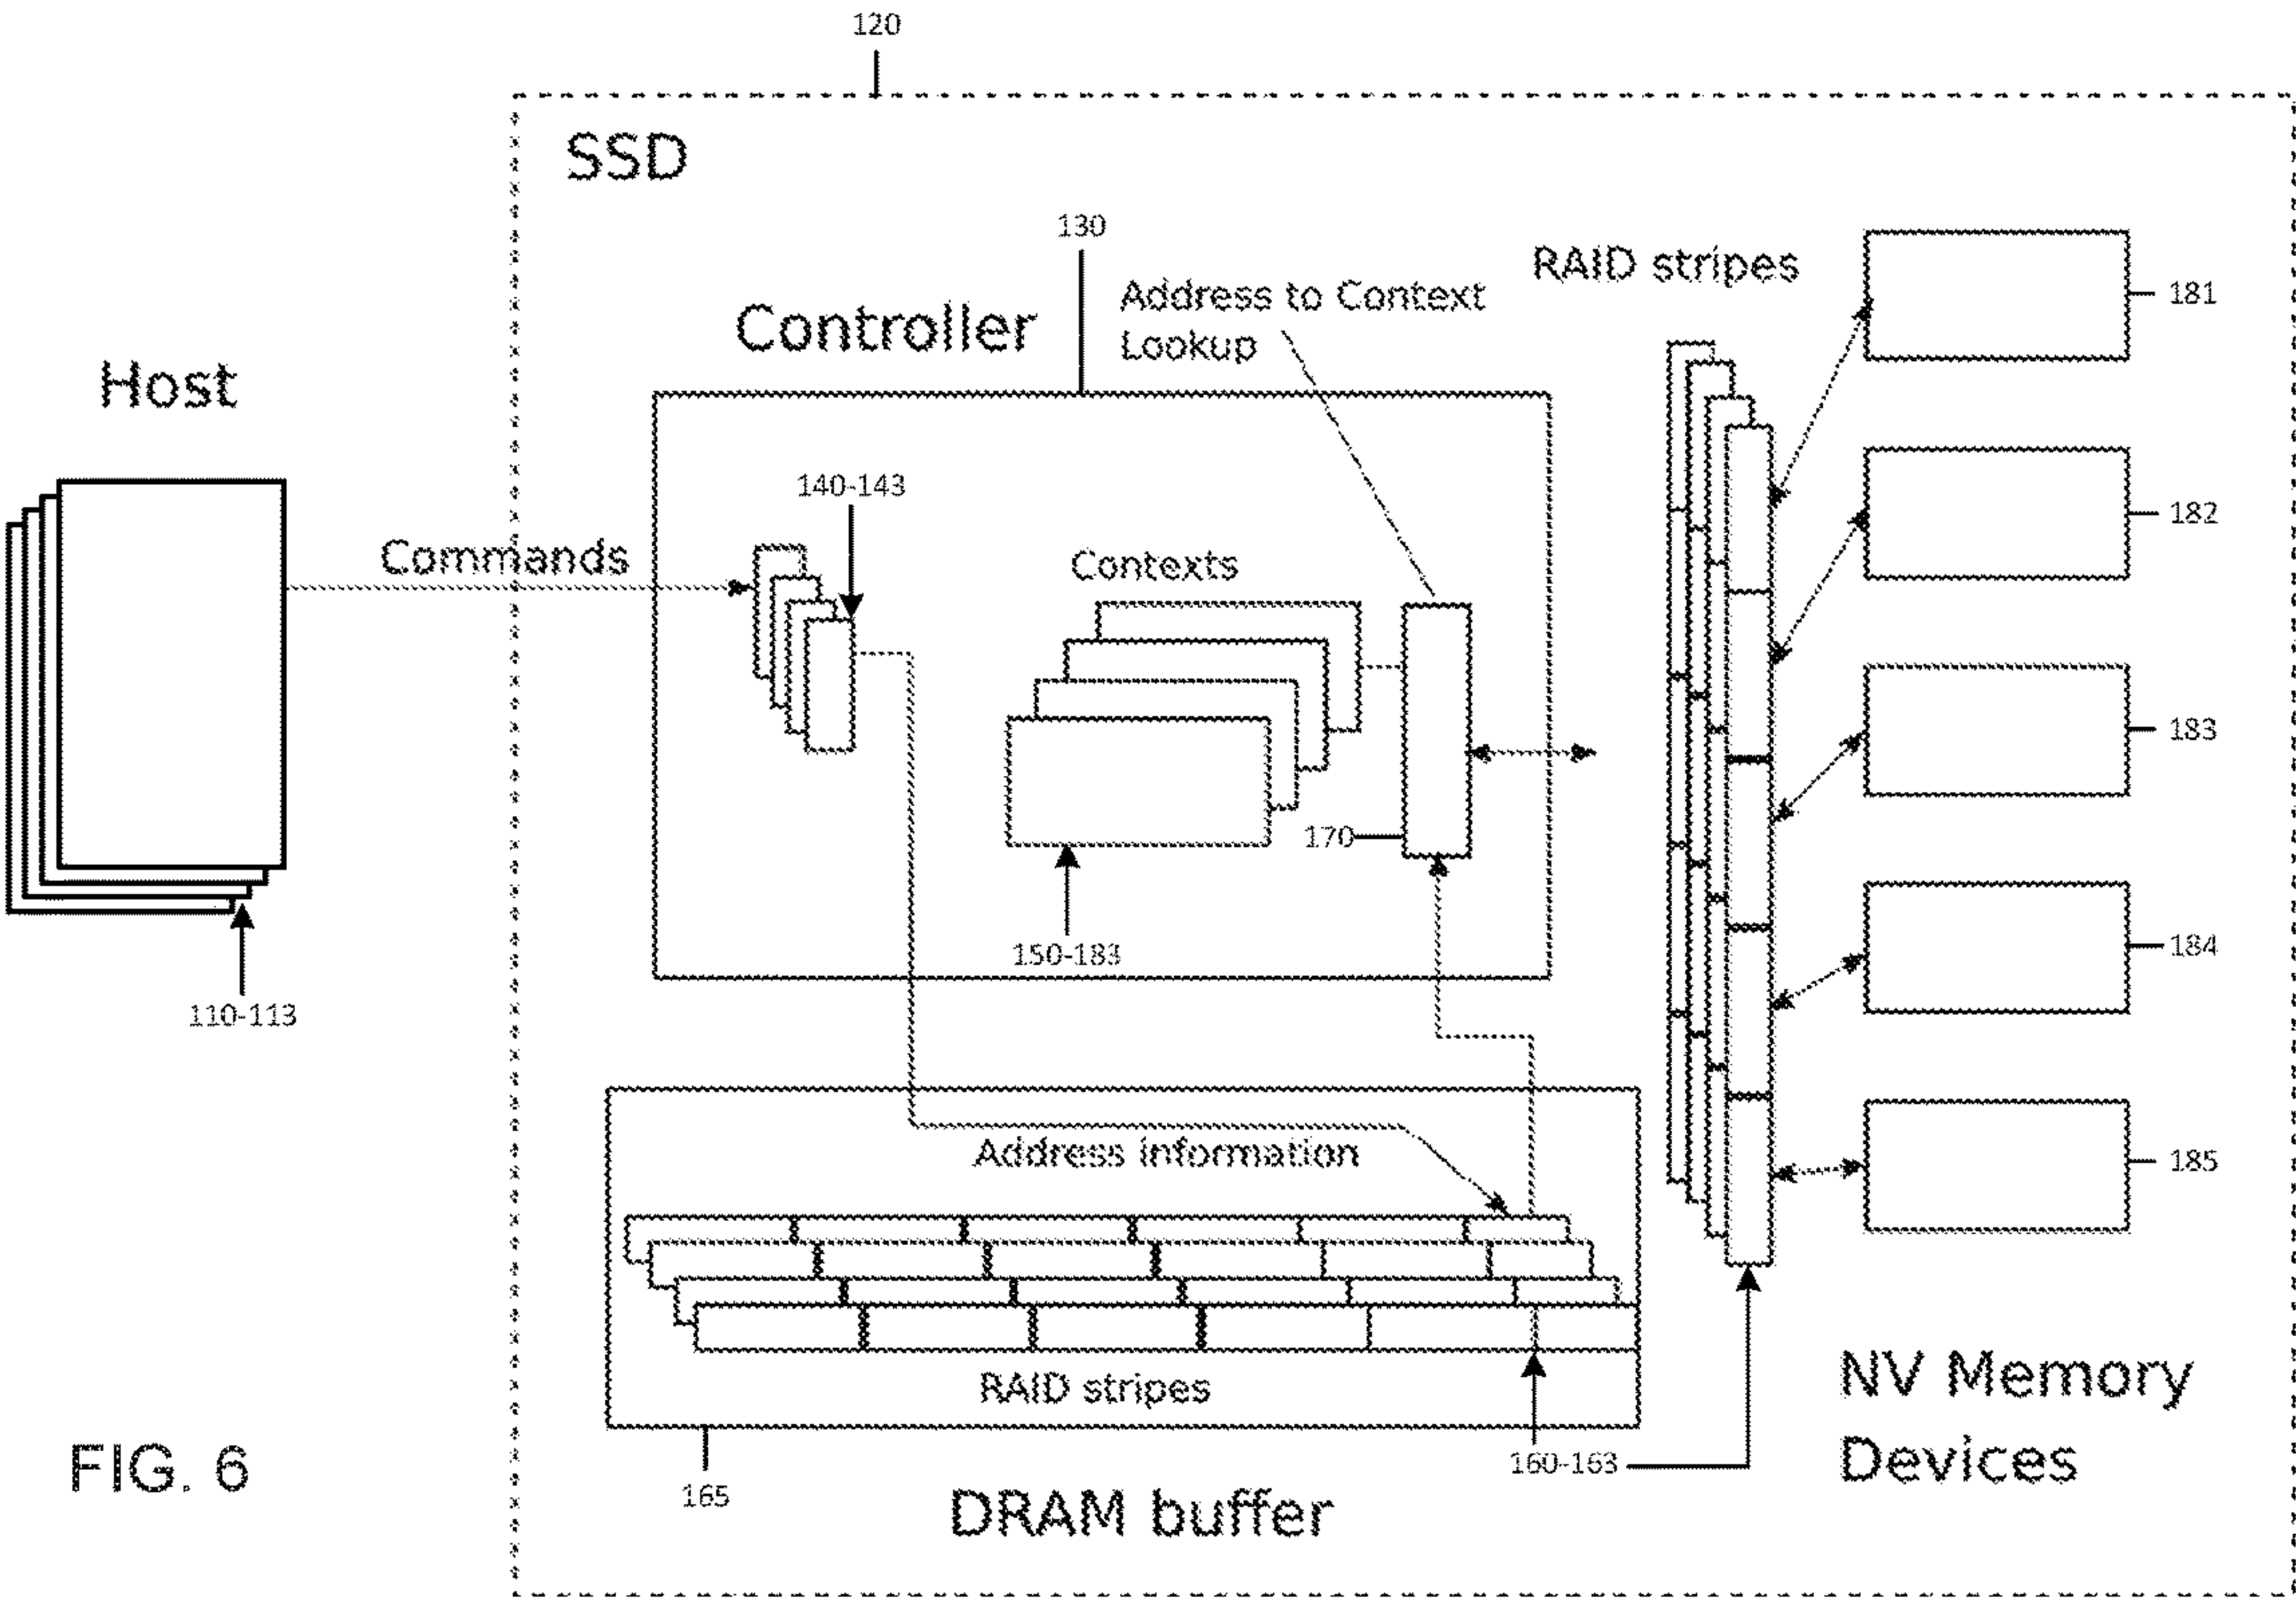 120
SSD
130
RAID stripes
181
Address to Context
Lookup
Controller
Host
140-143
182
Commands
Contexts
183
170
150-183
184
110-113
Address information
185
RAID stripes
NV Memory
Devices
160-163
FIG. 6
165
DRAM buffer